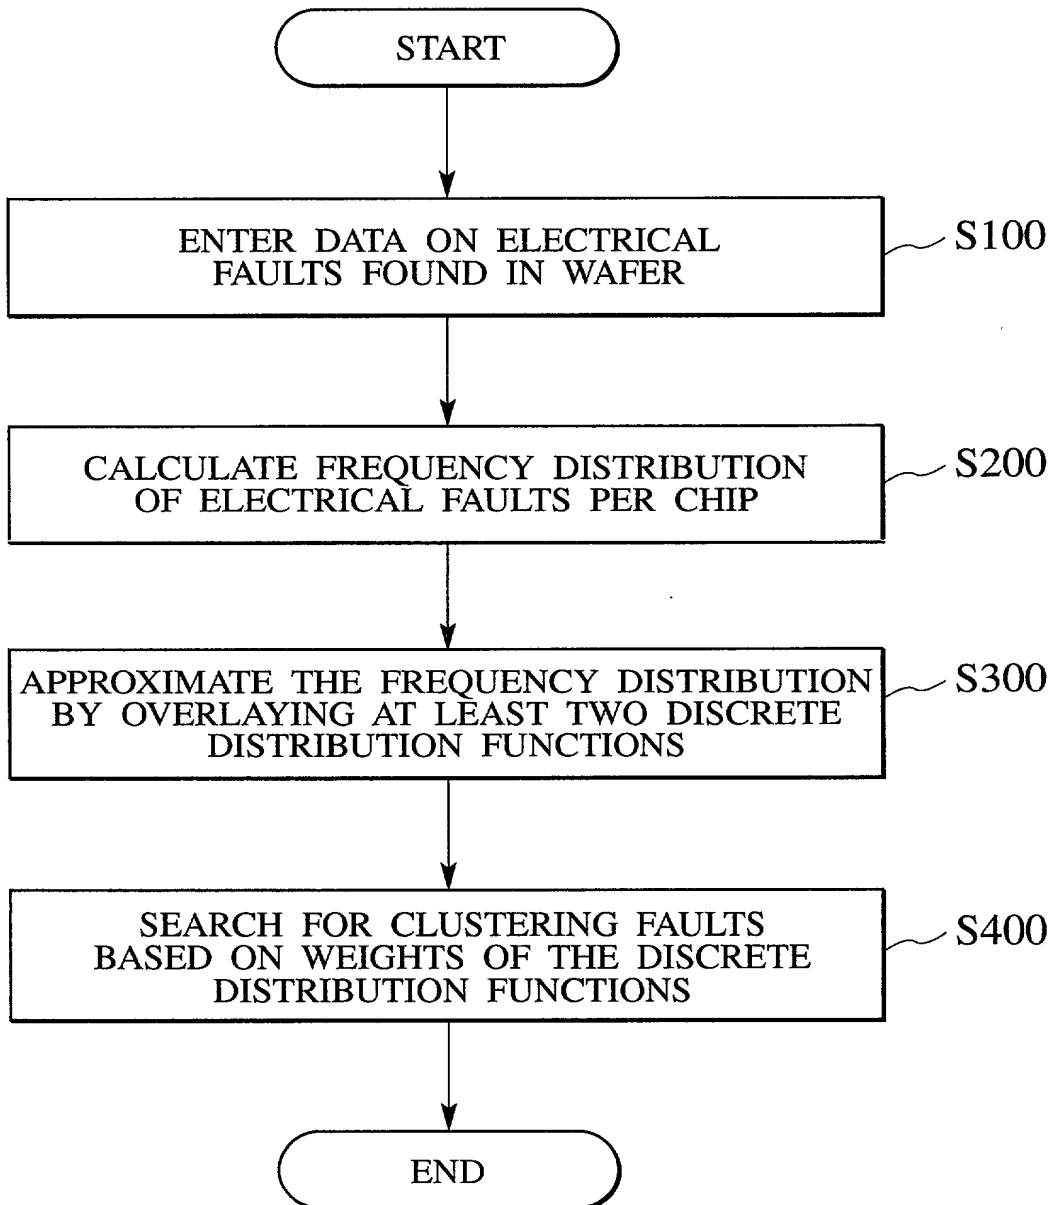 START
ENTER DATA ON ELECTRICAL
FAULTS FOUND IN WAFER
S100
CALCULATE FREQUENCY DISTRIBUTION
OF ELECTRICAL FAULTS PER CHIP
S200
APPROXIMATE THE FREQUENCY DISTRIBUTION
BY OVERLAYING AT LEAST TWO DISCRETE
DISTRIBUTION FUNCTIONS
S300
SEARCH FOR CLUSTERING FAULTS
BASED ON WEIGHTS OF THE DISCRETE
DISTRIBUTION FUNCTIONS
S400
END